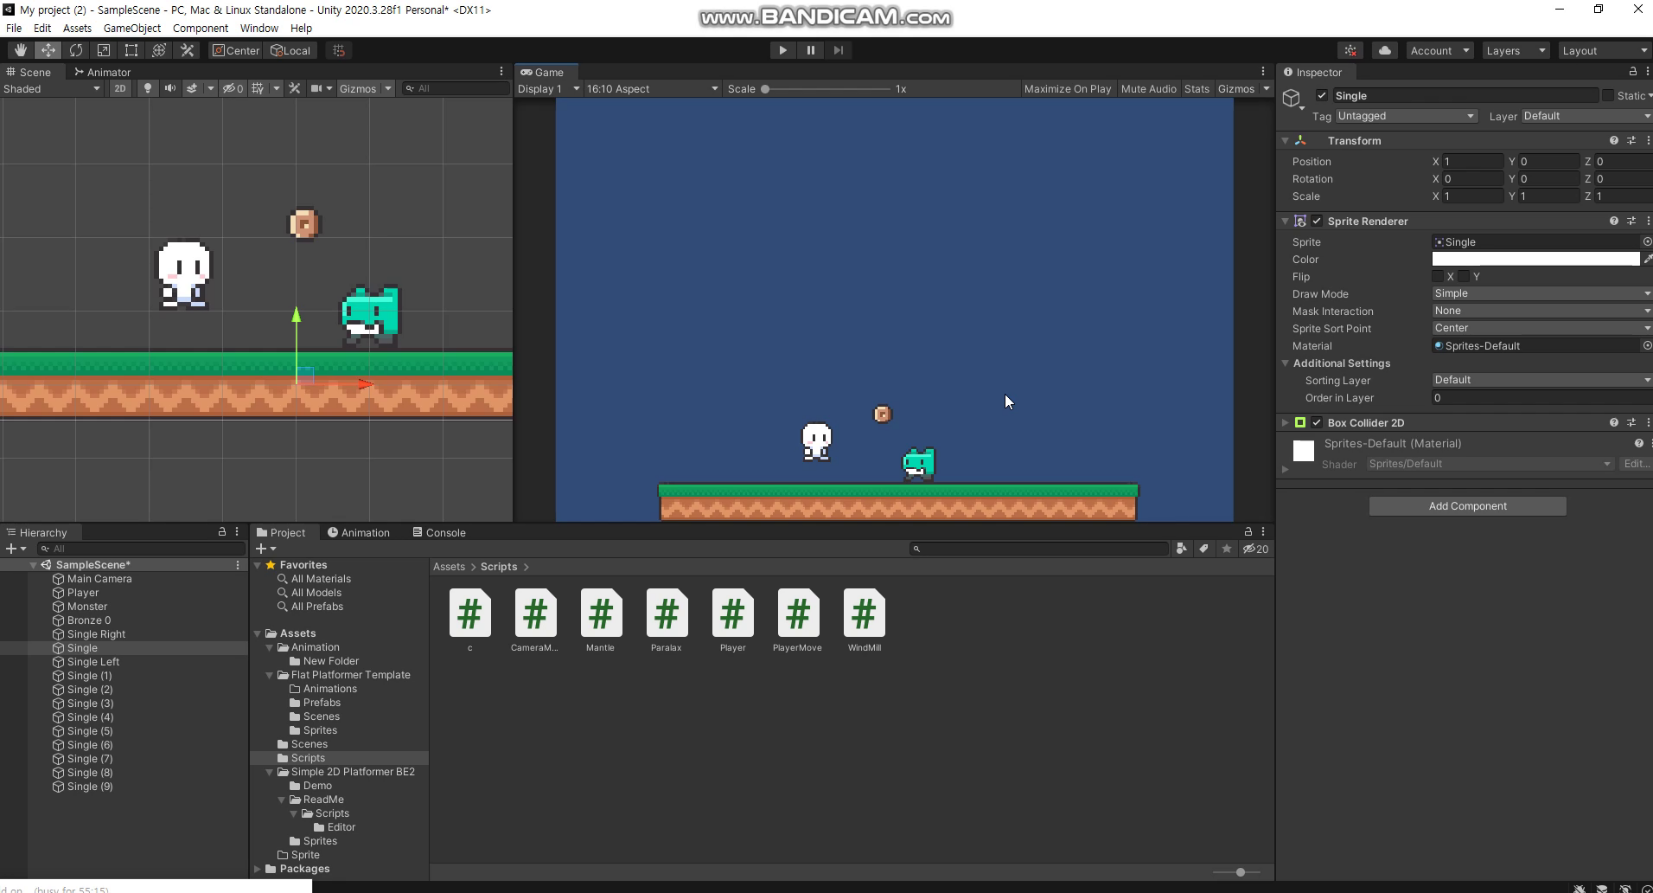 My project (2) - SampleScene - PC, Mac & Linux Standalone - Unity 2020.3.28f1 Personal* <DX11>
www.BANDICAM.com
File Edit Assets GameObject Component Window Help
Center Local Account Layers Layout
Scene Animator Game Inspector
Shaded 2D 0 Gizmos All
Display 1 16:10 Aspect Scale 1x Maximize On Play Mute Audio Stats Gizmos
Single Static
Tag Untagged Layer Default
Transform
Position X 1 Y 0 Z 0
Rotation X 0 Y 0 Z 0
Scale X 1 Y 1 Z 1
Sprite Renderer
Sprite Single
Color
Flip X Y
Draw Mode Simple
Mask Interaction None
Sprite Sort Point Center
Material Sprites-Default
Additional Settings
Sorting Layer Default
Order in Layer 0
Box Collider 2D
Sprites-Default (Material)
Shader Sprites/Default Edit...
Add Component
Hierarchy
All
SampleScene*
Main Camera
Player
Monster
Bronze 0
Single Right
Single
Single Left
Single (1)
Single (2)
Single (3)
Single (4)
Single (5)
Single (6)
Single (7)
Single (8)
Single (9)
Project Animation Console
20
Favorites
All Materials
All Models
All Prefabs
Assets
Animation
New Folder
Flat Platformer Template
Animations
Prefabs
Scenes
Sprites
Scenes
Scripts
Simple 2D Platformer BE2
Demo
ReadMe
Scripts
Editor
Sprites
Sprite
Packages
Assets > Scripts >
# # # # # # #
c CameraM... Mantle Paralax Player PlayerMove WindMill
(busy for 55:15)